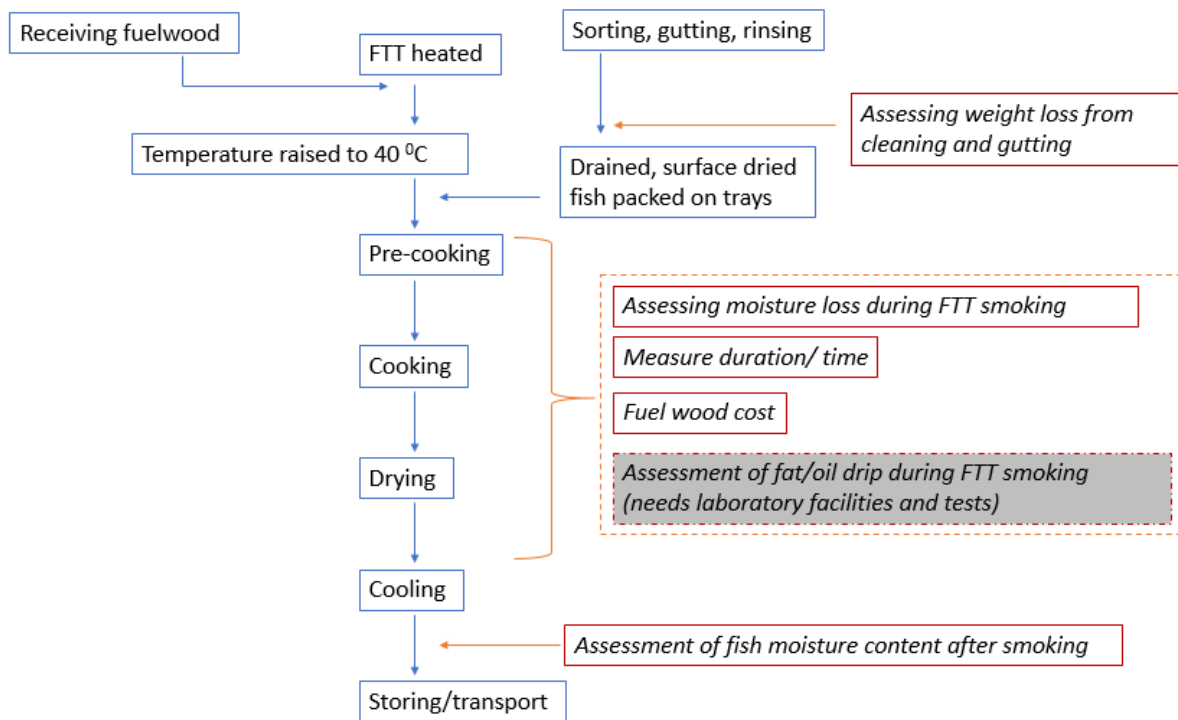 Receiving fuelwood
FTT heated
Sorting, gutting, rinsing
Assessing weight loss from
cleaning and gutting
Temperature raised to 40 ⁰C
Drained, surface dried
fish packed on trays
Pre-cooking
Assessing moisture loss during FTT smoking
Measure duration/ time
Cooking
Fuel wood cost
Drying
Assessment of fat/oil drip during FTT smoking
(needs laboratory facilities and tests)
Cooling
Assessment of fish moisture content after smoking
Storing/transport